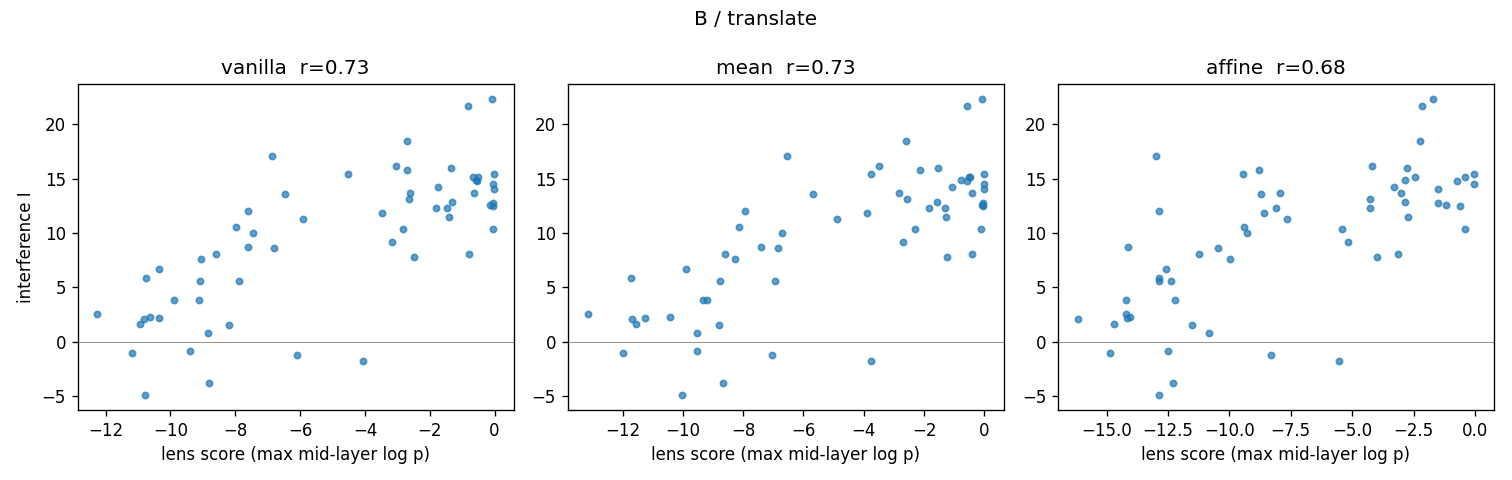 B / translate
vanilla  r=0.73
mean  r=0.73
affine  r=0.68
interference I
20
15
10
5
0
−5
20
15
10
5
0
−5
20
15
10
5
0
−5
−12 −10 −8 −6 −4 −2 0
−12 −10 −8 −6 −4 −2 0
−15.0 −12.5 −10.0 −7.5 −5.0 −2.5 0.0
lens score (max mid-layer log p)
lens score (max mid-layer log p)
lens score (max mid-layer log p)